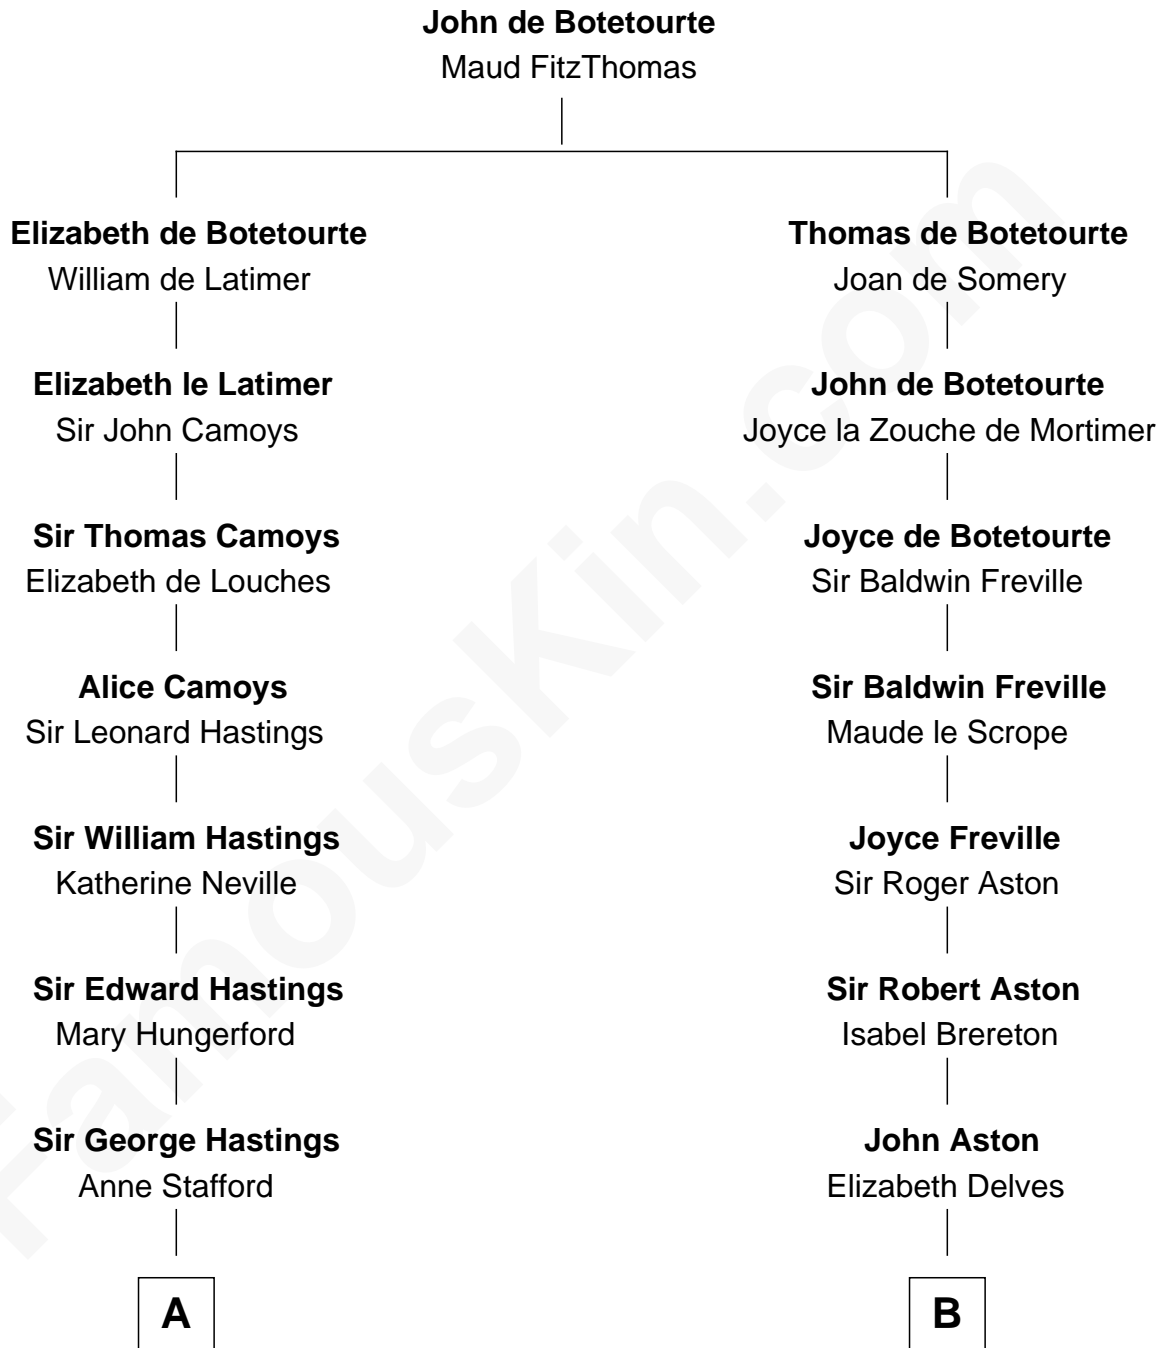 John de Botetourte
Maud FitzThomas
Elizabeth de Botetourte
William de Latimer
Thomas de Botetourte
Joan de Somery
Elizabeth le Latimer
Sir John Camoys
John de Botetourte
Joyce la Zouche de Mortimer
Sir Thomas Camoys
Elizabeth de Louches
Joyce de Botetourte
Sir Baldwin Freville
Alice Camoys
Sir Leonard Hastings
Sir Baldwin Freville
Maude le Scrope
Sir William Hastings
Katherine Neville
Joyce Freville
Sir Roger Aston
Sir Edward Hastings
Mary Hungerford
Sir Robert Aston
Isabel Brereton
Sir George Hastings
Anne Stafford
John Aston
Elizabeth Delves
A
B
FamousKin.com